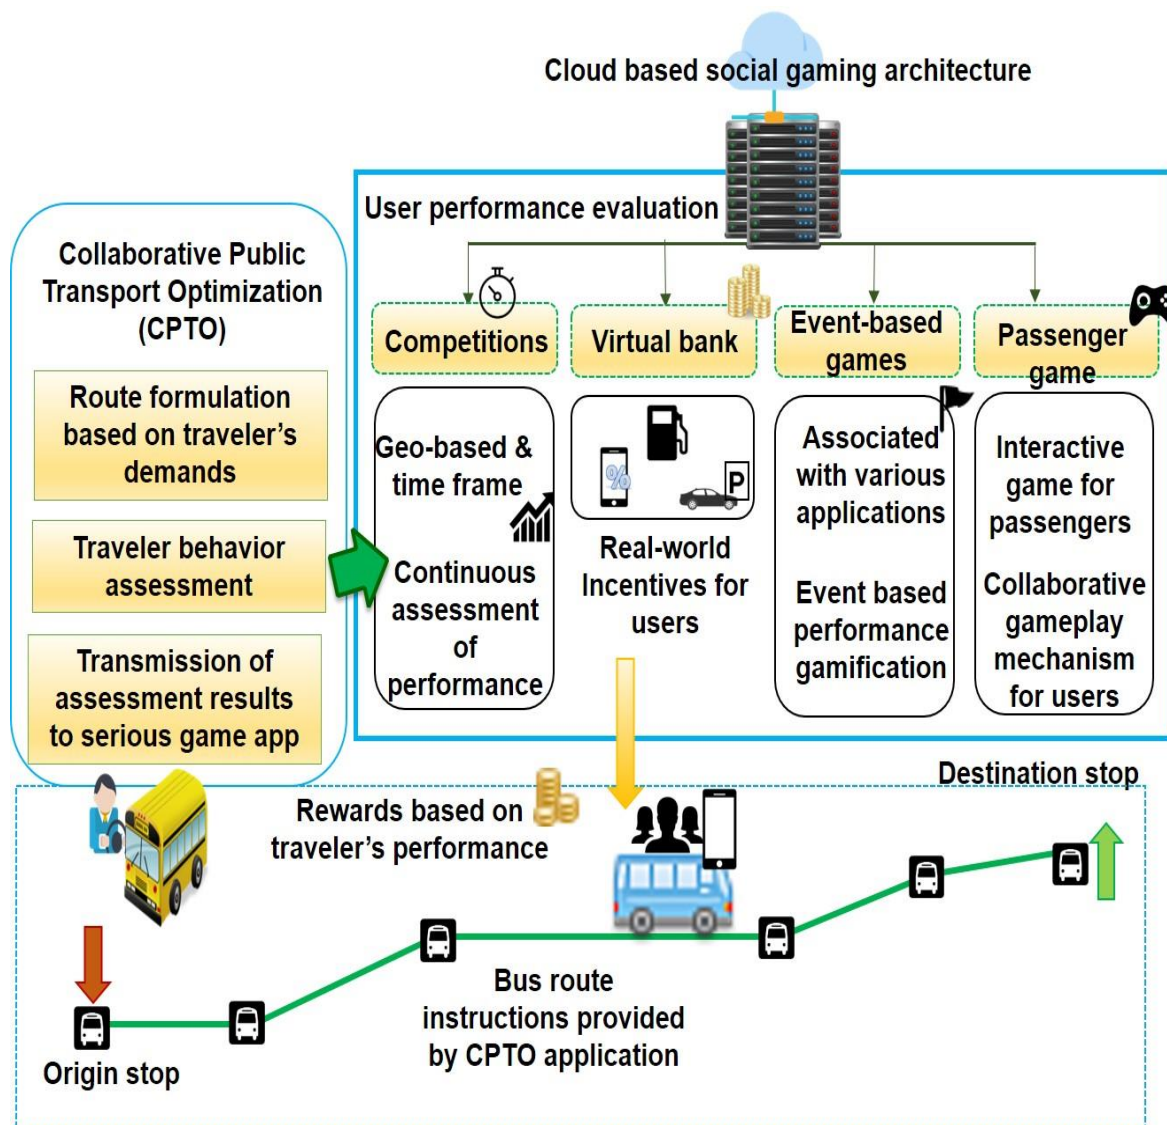 Cloud based social gaming architecture
User performance evaluation
Collaborative Public
Transport Optimization
(CPTO)
Route formulation
based on traveler's
demands
Traveler behavior
assessment
Transmission of
assessment results
to serious game app
Competitions
Geo-based &
time frame
Continuous
assessment
of
performance
Virtual bank
%
P
Real-world
Incentives for
users
Event-based
games
Associated
with various
applications
Event based
performance
gamification
Passenger
game
Interactive
game for
passengers
Collaborative
gameplay
mechanism
for users
Destination stop
Rewards based on
traveler's performance
Bus route
instructions provided
by CPTO application
Origin stop